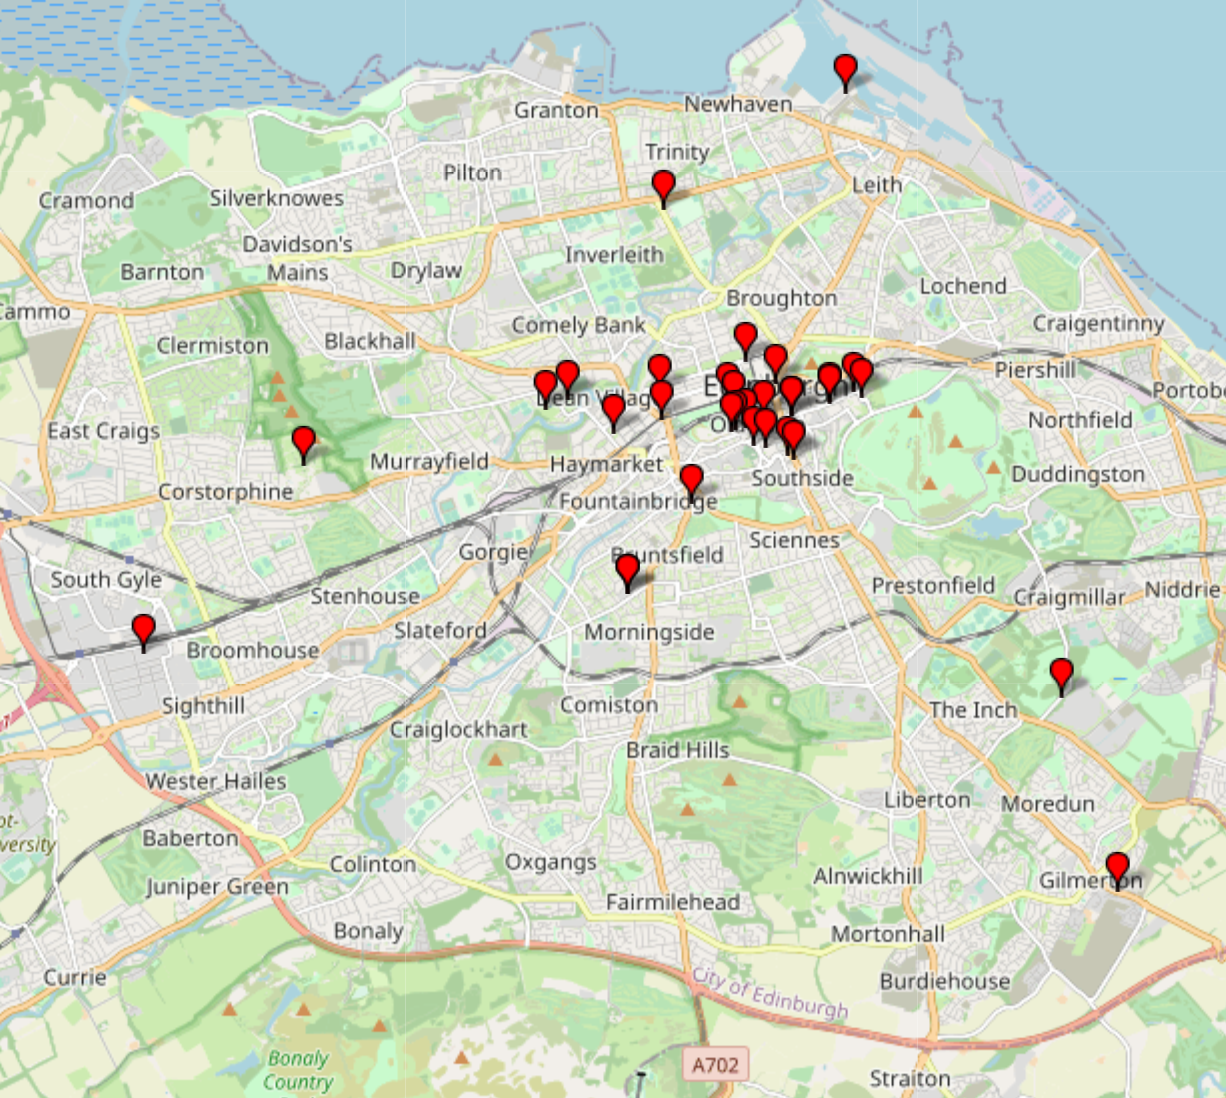 Granton
Newhaven
Trinity
Pilton
Leith
Cramond
Silverknowes
Davidson's
Mains
Inverleith
Barnton
Drylaw
Lochend
Broughton
Cammo
Comely Bank
Craigentinny
Blackhall
Clermiston
Piershill
Portobe
Dean Villag
Northfield
East Craigs
Murrayfield
Haymarket
Duddingston
Southside
Corstorphine
Fountainbridge
Sciennes
Gorgie
Bruntsfield
South Gyle
Prestonfield
Niddrie
Stenhouse
Craigmillar
Slateford
Morningside
Broomhouse
Sighthill
Comiston
The Inch
Craiglockhart
Braid Hills
Wester Hailes
Liberton
Moredun
ot-
versity
Baberton
Colinton
Oxgangs
Alnwickhill
Gilmerton
Juniper Green
Fairmilehead
Bonaly
Mortonhall
Currie
City of Edinburgh
Burdiehouse
Bonaly
Country
A702
Straiton